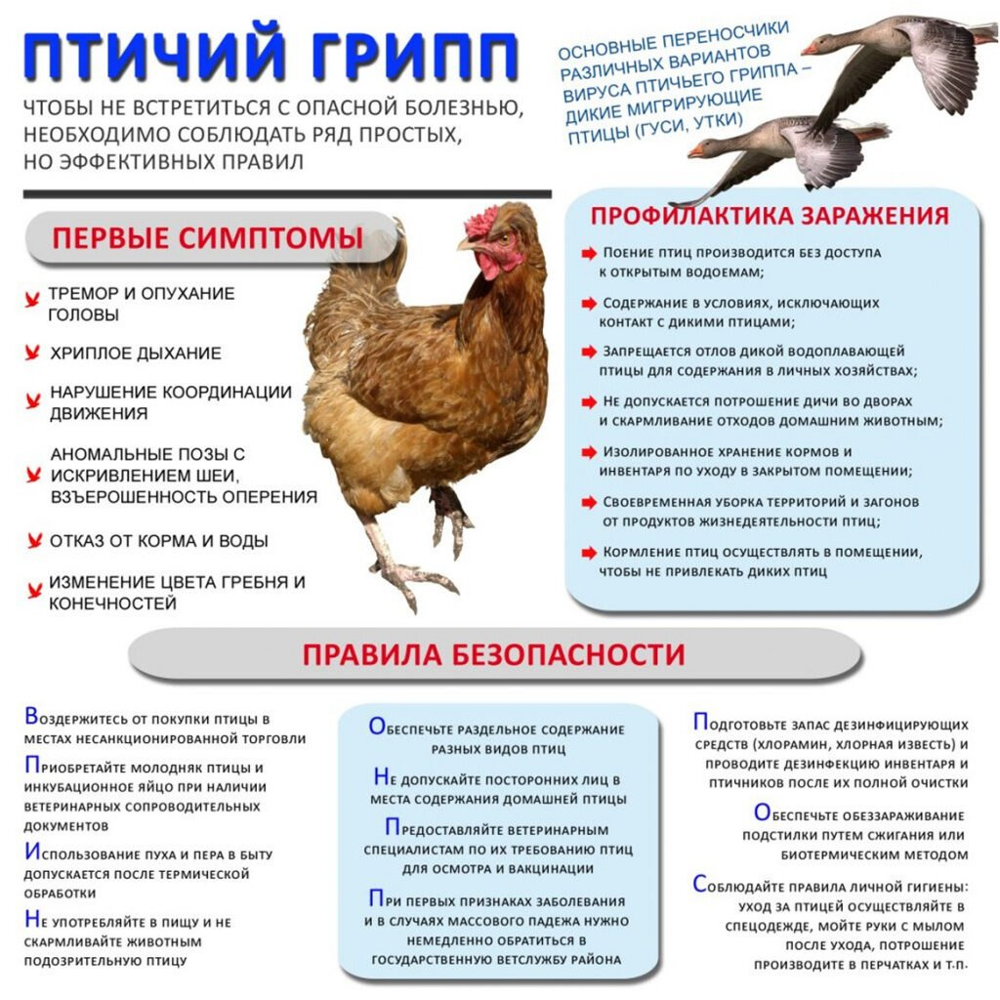 ПТИЧИЙ ГРИПП
ЧТОБЫ НЕ ВСТРЕТИТЬСЯ С ОПАСНОЙ БОЛЕЗНЬЮ,
НЕОБХОДИМО СОБЛЮДАТЬ РЯД ПРОСТЫХ,
НО ЭФФЕКТИВНЫХ ПРАВИЛ
ОСНОВНЫЕ ПЕРЕНОСЧИКИ
РАЗЛИЧНЫХ ВАРИАНТОВ
ВИРУСА ПТИЧЬЕГО ГРИППА –
ДИКИЕ МИГРИРУЮЩИЕ
ПТИЦЫ (ГУСИ, УТКИ)
ПЕРВЫЕ СИМПТОМЫ
ТРЕМОР И ОПУХАНИЕ
ГОЛОВЫ
ХРИПЛОЕ ДЫХАНИЕ
НАРУШЕНИЕ КООРДИНАЦИИ
ДВИЖЕНИЯ
АНОМАЛЬНЫЕ ПОЗЫ С
ИСКРИВЛЕНИЕМ ШЕИ,
ВЗЪЕРОШЕННОСТЬ ОПЕРЕНИЯ
ОТКАЗ ОТ КОРМА И ВОДЫ
ИЗМЕНЕНИЕ ЦВЕТА ГРЕБНЯ И
КОНЕЧНОСТЕЙ
ПРОФИЛАКТИКА ЗАРАЖЕНИЯ
ПОЕНИЕ ПТИЦ ПРОИЗВОДИТСЯ БЕЗ ДОСТУПА
К ОТКРЫТЫМ ВОДОЕМАМ;
СОДЕРЖАНИЕ В УСЛОВИЯХ, ИСКЛЮЧАЮЩИХ
КОНТАКТ С ДИКИМИ ПТИЦАМИ;
ЗАПРЕЩАЕТСЯ ОТЛОВ ДИКОЙ ВОДОПЛАВАЮЩЕЙ
ПТИЦЫ ДЛЯ СОДЕРЖАНИЯ В ЛИЧНЫХ ХОЗЯЙСТВАХ;
НЕ ДОПУСКАЕТСЯ ПОТРОШЕНИЕ ДИЧИ ВО ДВОРАХ
И СКАРМЛИВАНИЕ ОТХОДОВ ДОМАШНИМ ЖИВОТНЫМ;
ИЗОЛИРОВАННОЕ ХРАНЕНИЕ КОРМОВ И
ИНВЕНТАРЯ ПО УХОДУ В ЗАКРЫТОМ ПОМЕЩЕНИИ;
СВОЕВРЕМЕННАЯ УБОРКА ТЕРРИТОРИЙ И ЗАГОНОВ
ОТ ПРОДУКТОВ ЖИЗНЕДЕЯТЕЛЬНОСТИ ПТИЦ;
КОРМЛЕНИЕ ПТИЦ ОСУЩЕСТВЛЯТЬ В ПОМЕЩЕНИИ,
ЧТОБЫ НЕ ПРИВЛЕКАТЬ ДИКИХ ПТИЦ
ПРАВИЛА БЕЗОПАСНОСТИ
ВОЗДЕРЖИТЕСЬ ОТ ПОКУПКИ ПТИЦЫ В
МЕСТАХ НЕСАНКЦИОНИРОВАННОЙ ТОРГОВЛИ
ПРИОБРЕТАЙТЕ МОЛОДНЯК ПТИЦЫ И
ИНКУБАЦИОННОЕ ЯЙЦО ПРИ НАЛИЧИИ
ВЕТЕРИНАРНЫХ СОПРОВОДИТЕЛЬНЫХ
ДОКУМЕНТОВ
ИСПОЛЬЗОВАНИЕ ПУХА И ПЕРА В БЫТУ
ДОПУСКАЕТСЯ ПОСЛЕ ТЕРМИЧЕСКОЙ
ОБРАБОТКИ
НЕ УПОТРЕБЛЯЙТЕ В ПИЩУ И НЕ
СКАРМЛИВАЙТЕ ЖИВОТНЫМ
ПОДОЗРИТЕЛЬНУЮ ПТИЦУ
ОБЕСПЕЧЬТЕ РАЗДЕЛЬНОЕ СОДЕРЖАНИЕ
РАЗНЫХ ВИДОВ ПТИЦ
НЕ ДОПУСКАЙТЕ ПОСТОРОННИХ ЛИЦ В
МЕСТА СОДЕРЖАНИЯ ДОМАШНЕЙ ПТИЦЫ
ПРЕДОСТАВЛЯЙТЕ ВЕТЕРИНАРНЫМ
СПЕЦИАЛИСТАМ ПО ИХ ТРЕБОВАНИЮ ПТИЦ
ДЛЯ ОСМОТРА И ВАКЦИНАЦИИ
ПРИ ПЕРВЫХ ПРИЗНАКАХ ЗАБОЛЕВАНИЯ
И В СЛУЧАЯХ МАССОВОГО ПАДЕЖА НУЖНО
НЕМЕДЛЕННО ОБРАТИТЬСЯ В
ГОСУДАРСТВЕННУЮ ВЕТСЛУЖБУ РАЙОНА
ПОДГОТОВЬТЕ ЗАПАС ДЕЗИНФИЦИРУЮЩИХ
СРЕДСТВ (ХЛОРАМИН, ХЛОРНАЯ ИЗВЕСТЬ) И
ПРОВОДИТЕ ДЕЗИНФЕКЦИЮ ИНВЕНТАРЯ И
ПТИЧНИКОВ ПОСЛЕ ИХ ПОЛНОЙ ОЧИСТКИ
ОБЕСПЕЧЬТЕ ОБЕЗЗАРАЖИВАНИЕ
ПОДСТИЛКИ ПУТЕМ СЖИГАНИЯ ИЛИ
БИОТЕРМИЧЕСКИМ МЕТОДОМ
СОБЛЮДАЙТЕ ПРАВИЛА ЛИЧНОЙ ГИГИЕНЫ:
УХОД ЗА ПТИЦЕЙ ОСУЩЕСТВЛЯЙТЕ В
СПЕЦОДЕЖДЕ, МОЙТЕ РУКИ С МЫЛОМ
ПОСЛЕ УХОДА, ПОТРОШЕНИЕ
ПРОИЗВОДИТЕ В ПЕРЧАТКАХ И Т.П.